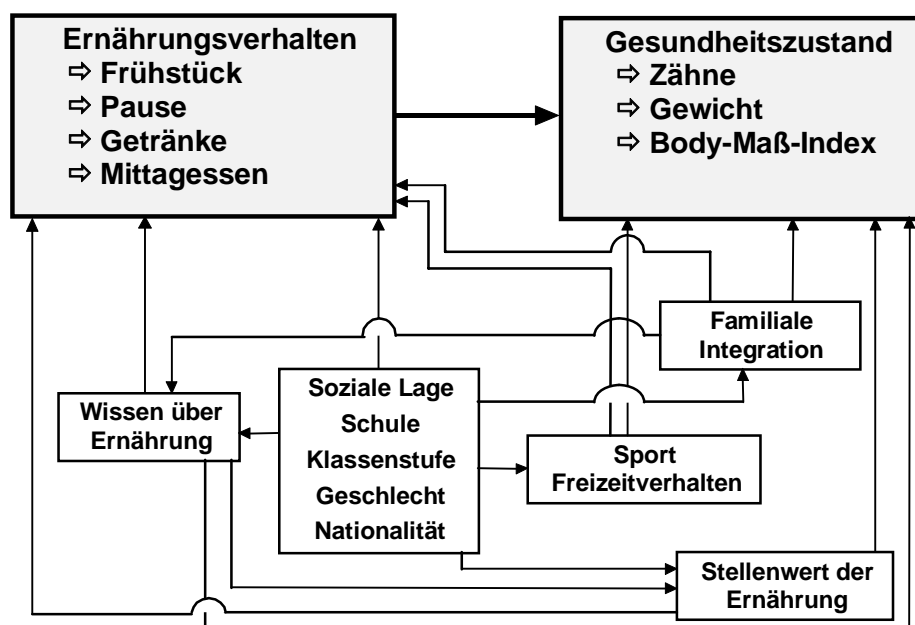 Ernährungsverhalten
⇨ Frühstück
⇨ Pause
⇨ Getränke
⇨ Mittagessen
Gesundheitszustand
⇨ Zähne
⇨ Gewicht
⇨ Body-Maß-Index
Familiale
Integration
Soziale Lage
Schule
Klassenstufe
Geschlecht
Nationalität
Wissen über
Ernährung
Sport
Freizeitverhalten
Stellenwert der
Ernährung